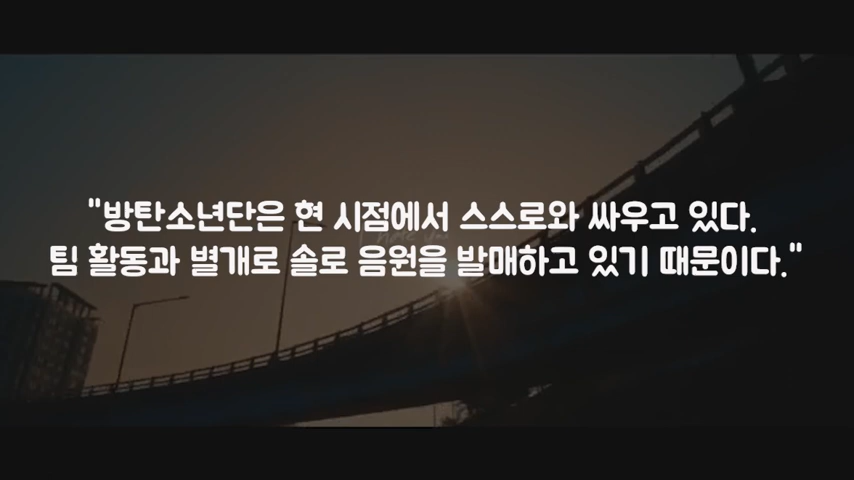 "방탄소년단은 현 시점에서 스스로와 싸우고 있다.
팀 활동과 별개로 솔로 음원을 발매하고 있기 때문이다."